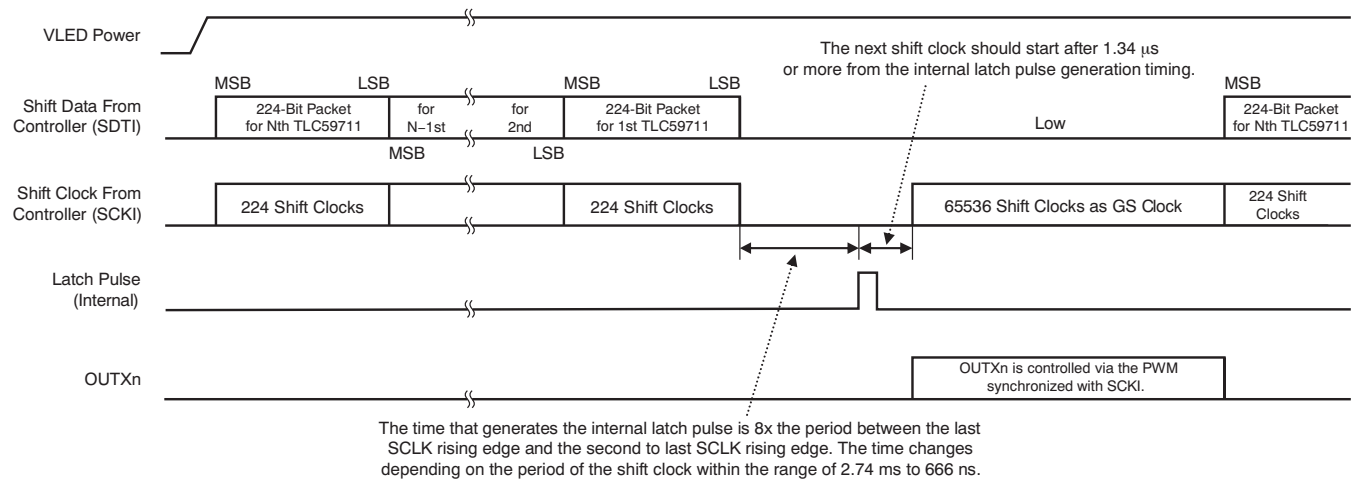 VLED Power
The next shift clock should start after 1.34 μs
or more from the internal latch pulse generation timing.
MSB LSB MSB LSB MSB
Shift Data From
Controller (SDTI)
224-Bit Packet
for Nth TLC59711
for
N–1st
for
2nd
224-Bit Packet
for 1st TLC59711
Low
224-Bit Packet
for Nth TLC59711
MSB LSB
Shift Clock From
Controller (SCKI)
224 Shift Clocks
224 Shift Clocks
65536 Shift Clocks as GS Clock
224 Shift
Clocks
Latch Pulse
(Internal)
OUTXn
OUTXn is controlled via the PWM
synchronized with SCKI.
The time that generates the internal latch pulse is 8x the period between the last
SCLK rising edge and the second to last SCLK rising edge. The time changes
depending on the period of the shift clock within the range of 2.74 ms to 666 ns.